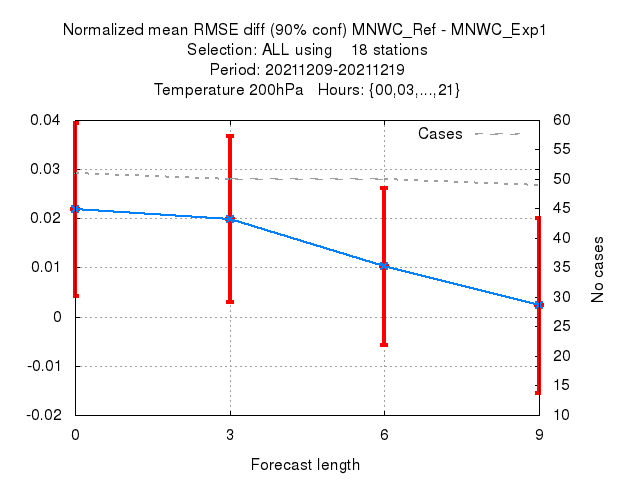 Normalized mean RMSE diff (90% conf) MNWC_Ref - MNWC_Exp1
Selection: ALL using    18 stations
Period: 20211209-20211219
Temperature 200hPa   Hours: {00,03,...,21}
Cases
0.04
0.03
0.02
0.01
0
-0.01
-0.02
60
55
50
45
40
35
30
25
20
15
10
No cases
0 3 6 9
Forecast length